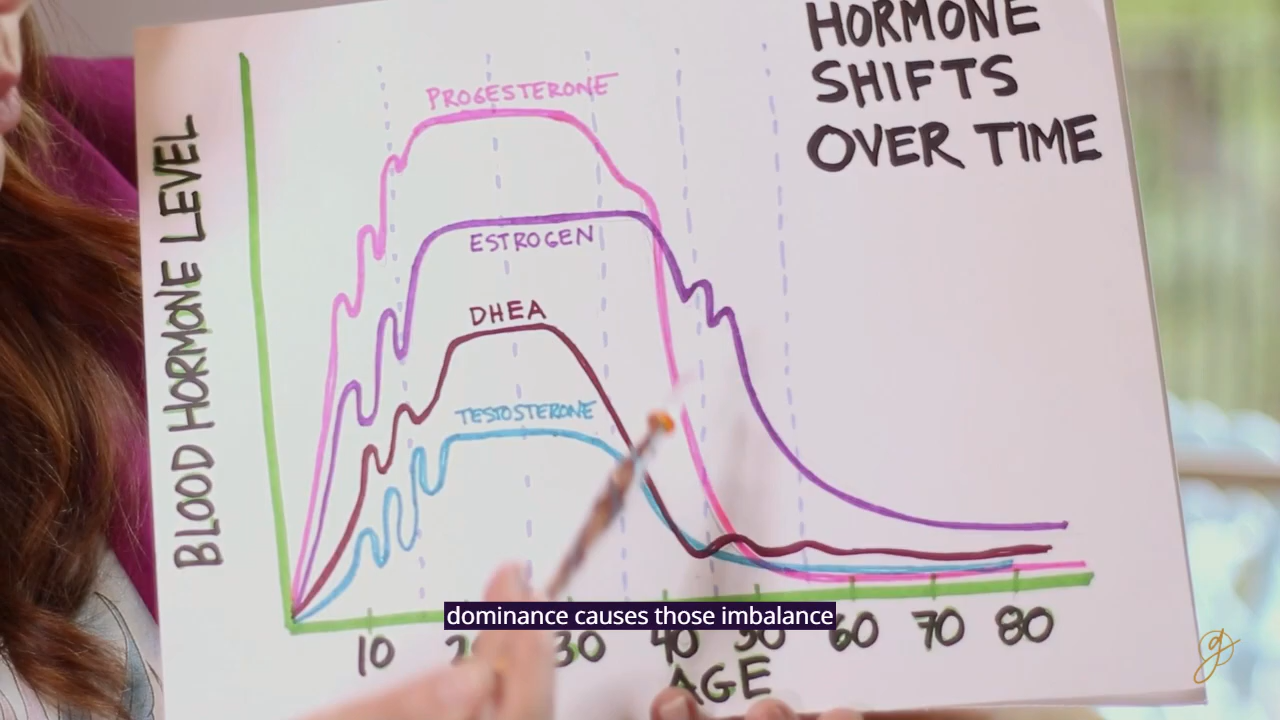 HORMONE
SHIFTS
OVER TIME
BLOOD HORMONE LEVEL
PROGESTERONE
ESTROGEN
DHEA
TESTOSTERONE
dominance causes those imbalance
10 30 40 50 60 70 80
AGE